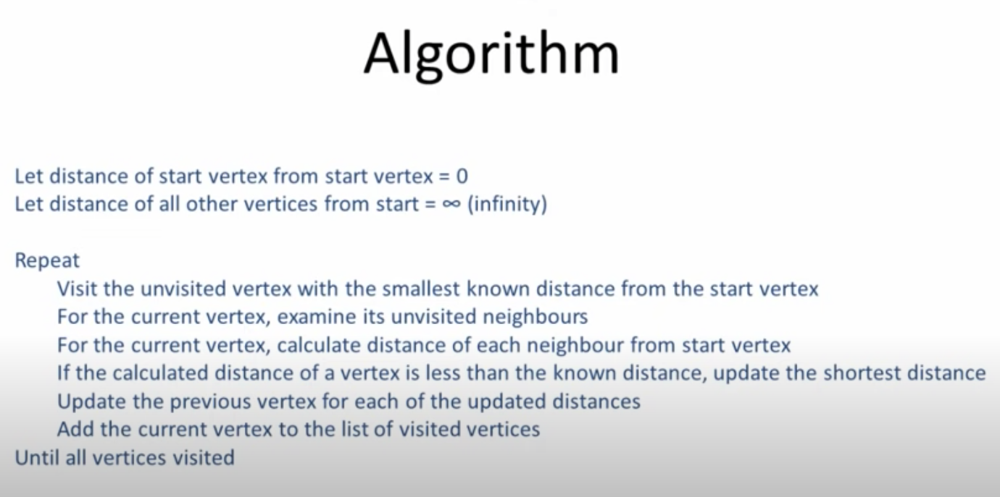 Algorithm
Let distance of start vertex from start vertex = 0
Let distance of all other vertices from start = ∞ (infinity)
Repeat
Visit the unvisited vertex with the smallest known distance from the start vertex
For the current vertex, examine its unvisited neighbours
For the current vertex, calculate distance of each neighbour from start vertex
If the calculated distance of a vertex is less than the known distance, update the shortest distance
Update the previous vertex for each of the updated distances
Add the current vertex to the list of visited vertices
Until all vertices visited